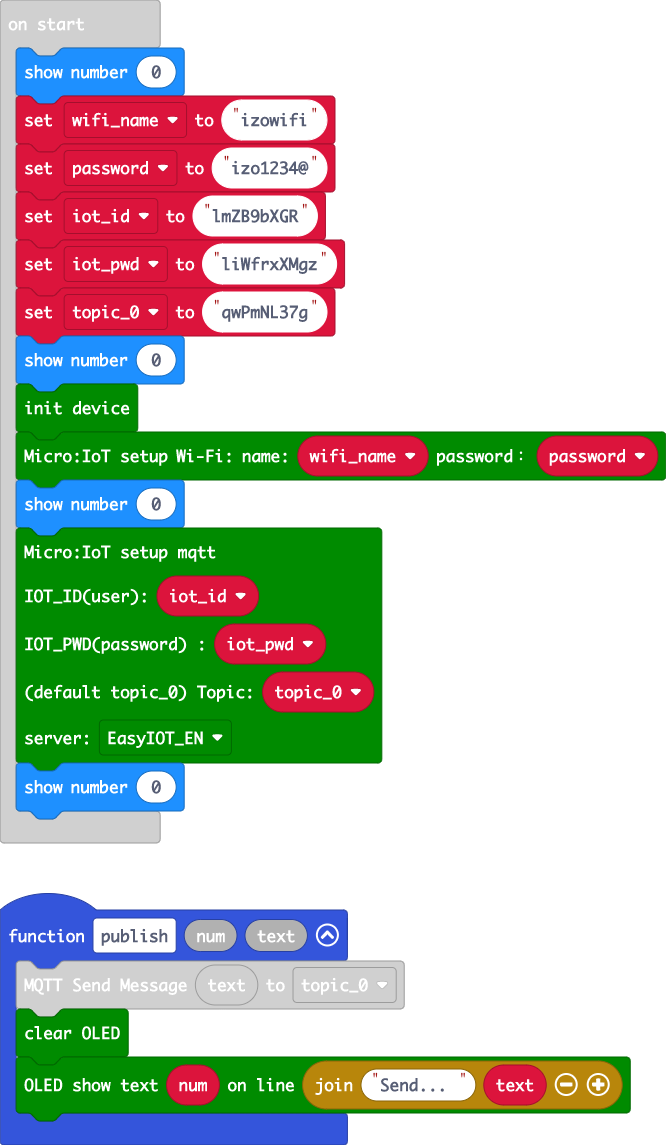 on start
show number 0
set wifi_name to "izowifi"
set password to "izo1234@"
set iot_id to "lmZB9bXGR"
set iot_pwd to "liWfrxXMgz"
set topic_0 to "qwPmNL37g"
show number 0
init device
Micro:IoT setup Wi-Fi: name: wifi_name password: password
show number 0
Micro:IoT setup mqtt
IOT_ID(user): iot_id
IOT_PWD(password) : iot_pwd
(default topic_0) Topic: topic_0
server: EasyIOT_EN
show number 0
function publish num text
MQTT Send Message text to topic_0
clear OLED
OLED show text num on line join "Send... " text